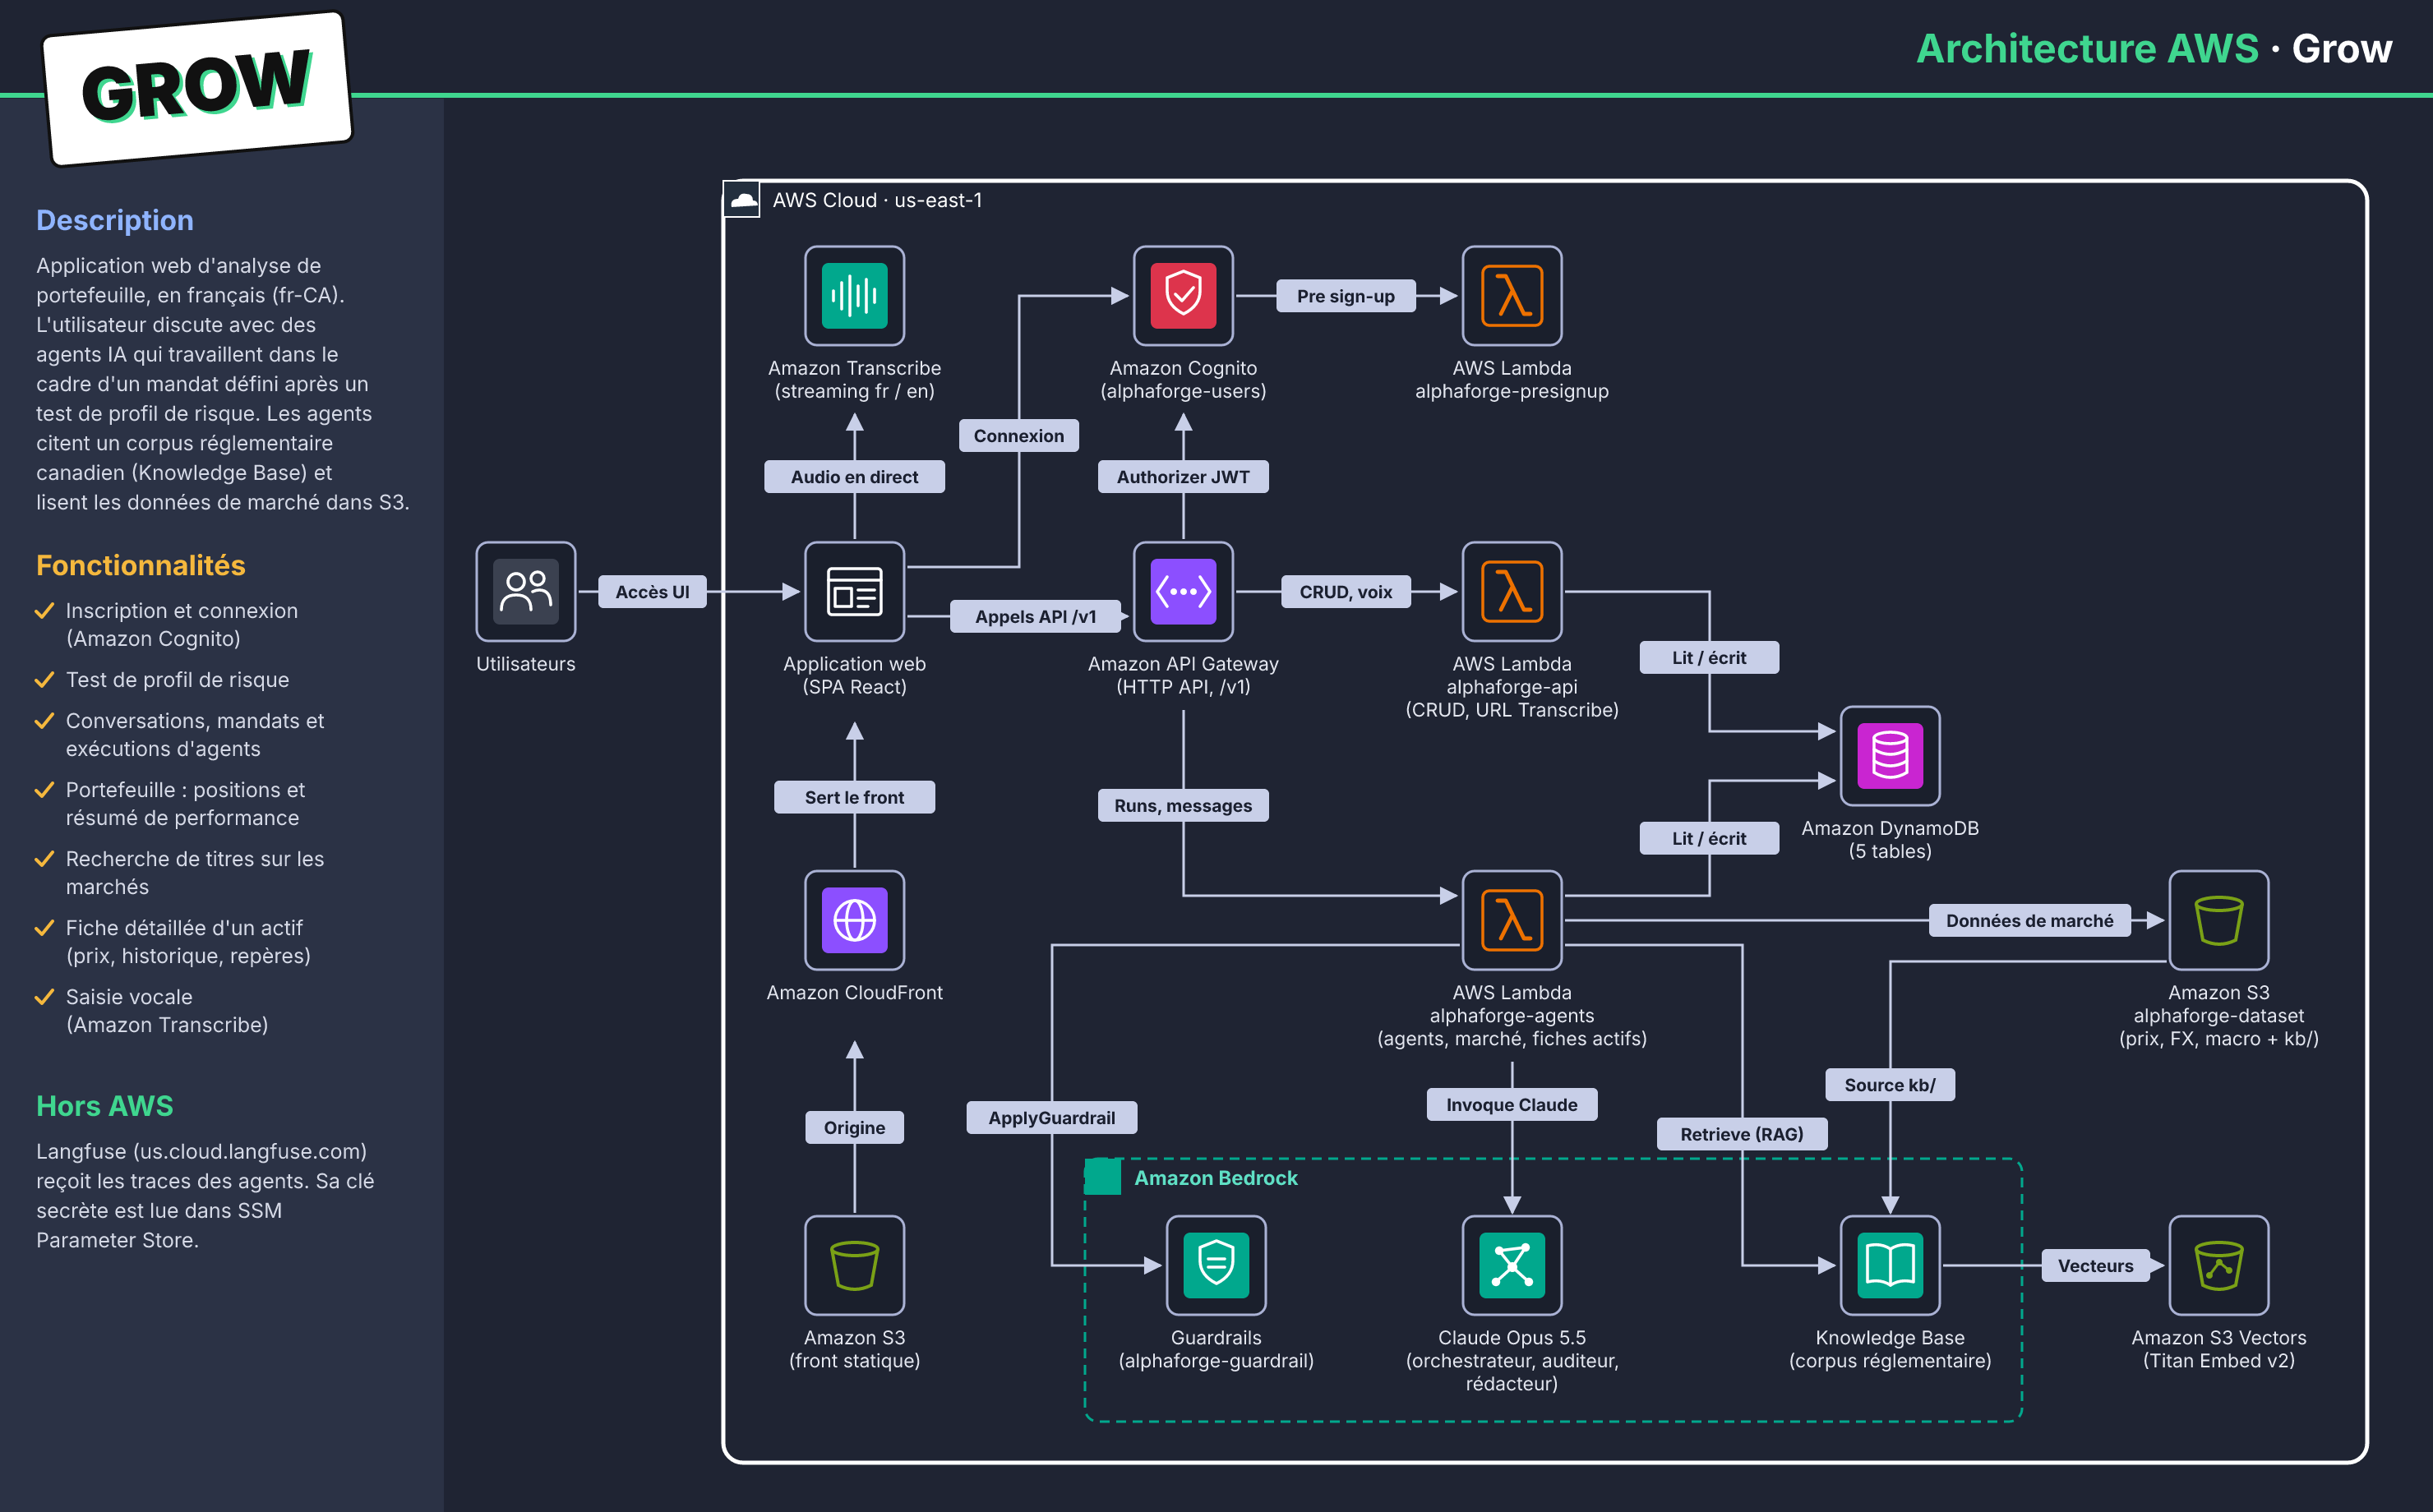 GROW
Architecture AWS · Grow
Description
Application web d'analyse de
portefeuille, en français (fr-CA).
L'utilisateur discute avec des
agents IA qui travaillent dans le
cadre d'un mandat défini après un
test de profil de risque. Les agents
citent un corpus réglementaire
canadien (Knowledge Base) et
lisent les données de marché dans S3.
Fonctionnalités
Inscription et connexion
(Amazon Cognito)
Test de profil de risque
Conversations, mandats et
exécutions d'agents
Portefeuille : positions et
résumé de performance
Recherche de titres sur les
marchés
Fiche détaillée d'un actif
(prix, historique, repères)
Saisie vocale
(Amazon Transcribe)
Hors AWS
Langfuse (us.cloud.langfuse.com)
reçoit les traces des agents. Sa clé
secrète est lue dans SSM
Parameter Store.
AWS Cloud · us-east-1
Amazon Transcribe
(streaming fr / en)
Amazon Cognito
(alphaforge-users)
Pre sign-up
AWS Lambda
alphaforge-presignup
Connexion
Audio en direct
Authorizer JWT
Utilisateurs
Accès UI
Application web
(SPA React)
Appels API /v1
Amazon API Gateway
(HTTP API, /v1)
CRUD, voix
AWS Lambda
alphaforge-api
(CRUD, URL Transcribe)
Lit / écrit
Amazon DynamoDB
(5 tables)
Sert le front
Runs, messages
Lit / écrit
Amazon CloudFront
AWS Lambda
alphaforge-agents
(agents, marché, fiches actifs)
Données de marché
Amazon S3
alphaforge-dataset
(prix, FX, macro + kb/)
Origine
ApplyGuardrail
Invoque Claude
Retrieve (RAG)
Source kb/
Amazon Bedrock
Amazon S3
(front statique)
Guardrails
(alphaforge-guardrail)
Claude Opus 5.5
(orchestrateur, auditeur,
rédacteur)
Knowledge Base
(corpus réglementaire)
Vecteurs
Amazon S3 Vectors
(Titan Embed v2)